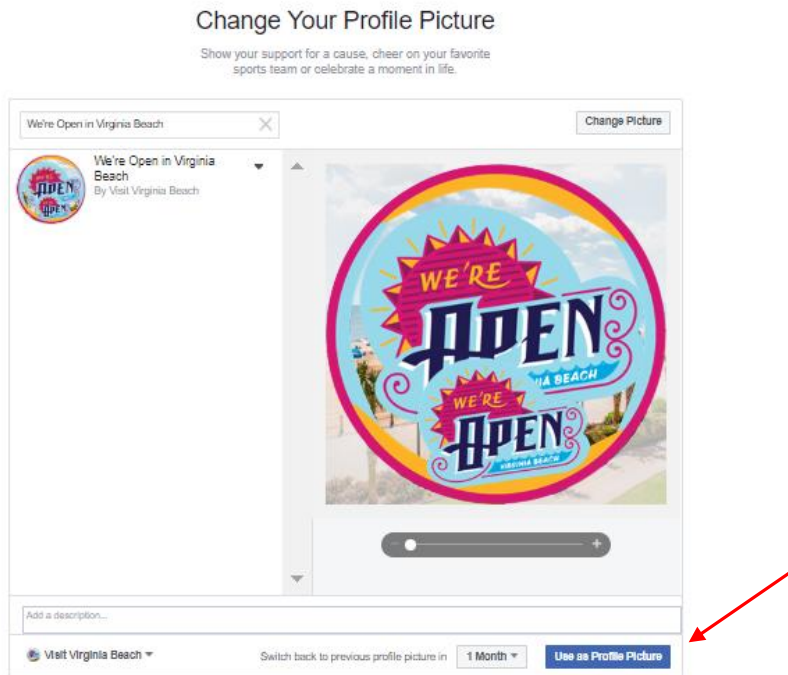 Change Your Profile Picture
Show your support for a cause, cheer on your favorite
sports team or celebrate a moment in life.
We're Open in Virginia Beach
Change Picture
We're Open in Virginia
Beach
By Visit Virginia Beach
OPEN
OPEN
WE'RE
OPEN
IA BEACH
WE'RE
OPEN
VIRGINIA BEACH
Add a description...
Visit Virginia Beach
Switch back to previous profile picture in
1 Month
Use as Profile Picture